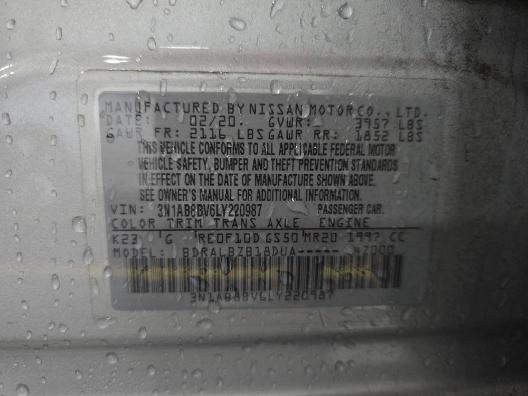 MANUFACTURED BY NISSAN MOTOR CO., LTD.
DATE: 02/20 GVWR: 3957 LBS
GAWR FR: 2116 LBS GAWR RR: 1852 LBS
THIS VEHICLE CONFORMS TO ALL APPLICABLE FEDERAL MOTOR
VEHICLE SAFETY, BUMPER AND THEFT PREVENTION STANDARDS
IN EFFECT ON THE DATE OF MANUFACTURE SHOWN ABOVE.
SEE OWNER'S MANUAL FOR ADDITIONAL INFORMATION.
VIN: 3N1AB8BV6LY220987 PASSENGER CAR.
COLOR TRIM TRANS AXLE ENGINE
K23 G RE0F10D GS50 MR20 1997 CC
MODEL: BDRALBZB18DUA----- 47000
3N1AB8BV6LY220987